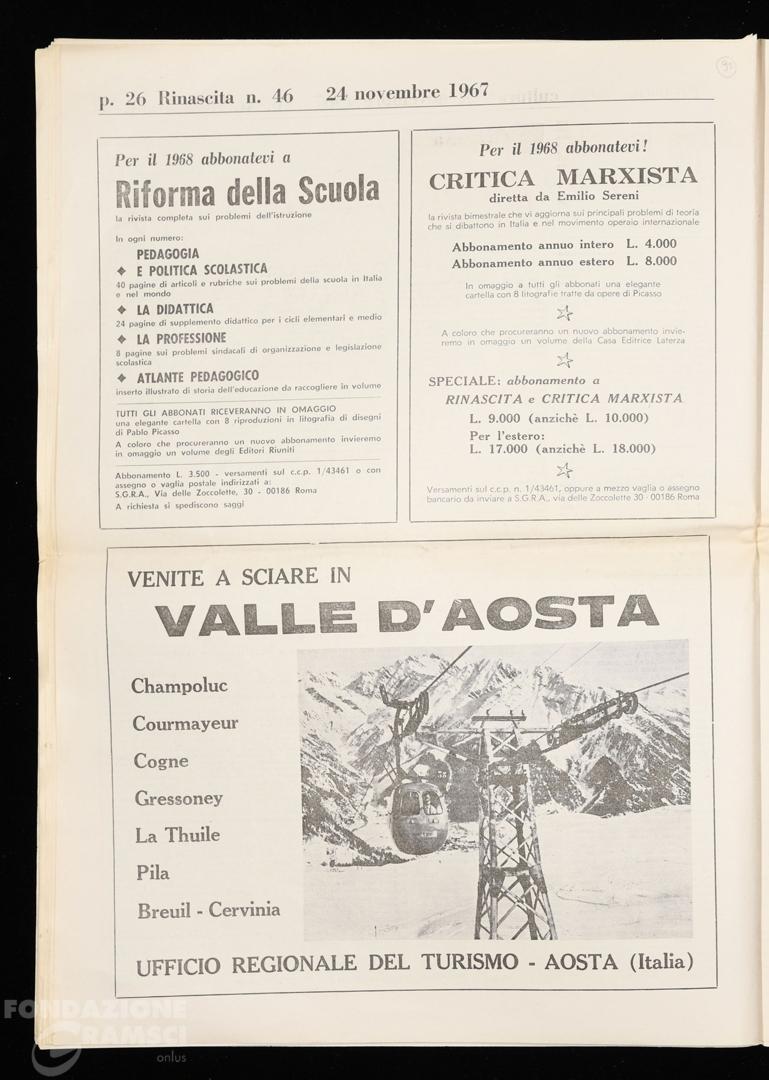 p. 26 Rinascita n. 46 24 novembre 1967
Per il 1968 abbonatevi a
Riforma della Scuola
la rivista completa sui problemi dell'istruzione
In ogni numero:
PEDAGOGIA
❖ E POLITICA SCOLASTICA
40 pagine di articoli e rubriche sui problemi della scuola in Italia
e nel mondo
❖ LA DIDATTICA
24 pagine di supplemento didattico per i cicli elementari e medio
❖ LA PROFESSIONE
8 pagine sui problemi sindacali di organizzazione e legislazione
scolastica
❖ ATLANTE PEDAGOGICO
inserto illustrato di storia dell'educazione da raccogliere in volume
TUTTI GLI ABBONATI RICEVERANNO IN OMAGGIO
una elegante cartella con 8 riproduzioni in litografia di disegni
di Pablo Picasso
A coloro che procureranno un nuovo abbonamento invieremo
in omaggio un volume degli Editori Riuniti
Abbonamento L. 3.500 - versamenti sul c.c.p. 1/43461 o con
assegno o vaglia postale indirizzati a:
S.G.R.A., Via delle Zoccolette, 30 - 00186 Roma
A richiesta si spediscono saggi
Per il 1968 abbonatevi!
CRITICA MARXISTA
diretta da Emilio Sereni
la rivista bimestrale che vi aggiorna sui principali problemi di teoria
che si dibattono in Italia e nel movimento operaio internazionale
Abbonamento annuo intero L. 4.000
Abbonamento annuo estero L. 8.000
In omaggio a tutti gli abbonati una elegante
cartella con 8 litografie tratte da opere di Picasso
A coloro che procureranno un nuovo abbonamento invie-
remo in omaggio un volume della Casa Editrice Laterza
SPECIALE: abbonamento a
RINASCITA e CRITICA MARXISTA
L. 9.000 (anzichè L. 10.000)
Per l'estero:
L. 17.000 (anzichè L. 18.000)
Versamenti sul c.c.p. n. 1/43461, oppure a mezzo vaglia o assegno
bancario da inviare a S.G.R.A., via delle Zoccolette 30 - 00186 Roma
VENITE A SCIARE IN
VALLE D'AOSTA
Champoluc
Courmayeur
Cogne
Gressoney
La Thuile
Pila
Breuil - Cervinia
UFFICIO REGIONALE DEL TURISMO - AOSTA (Italia)
FONDAZIONE
GRAMSCI
onlus